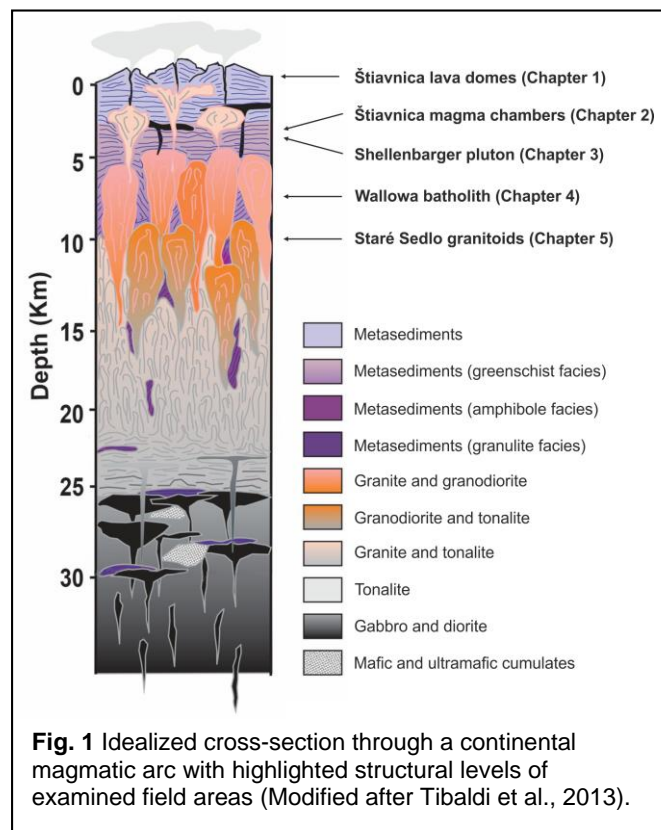 0
5
10
15
20
25
30
Depth (Km)
Štiavnica lava domes (Chapter 1)
Štiavnica magma chambers (Chapter 2)
Shellenbarger pluton (Chapter 3)
Wallowa batholith (Chapter 4)
Staré Sedlo granitoids (Chapter 5)
Metasediments
Metasediments (greenschist facies)
Metasediments (amphibole facies)
Metasediments (granulite facies)
Granite and granodiorite
Granodiorite and tonalite
Granite and tonalite
Tonalite
Gabbro and diorite
Mafic and ultramafic cumulates
Fig. 1 Idealized cross-section through a continental
magmatic arc with highlighted structural levels of
examined field areas (Modified after Tibaldi et al., 2013).